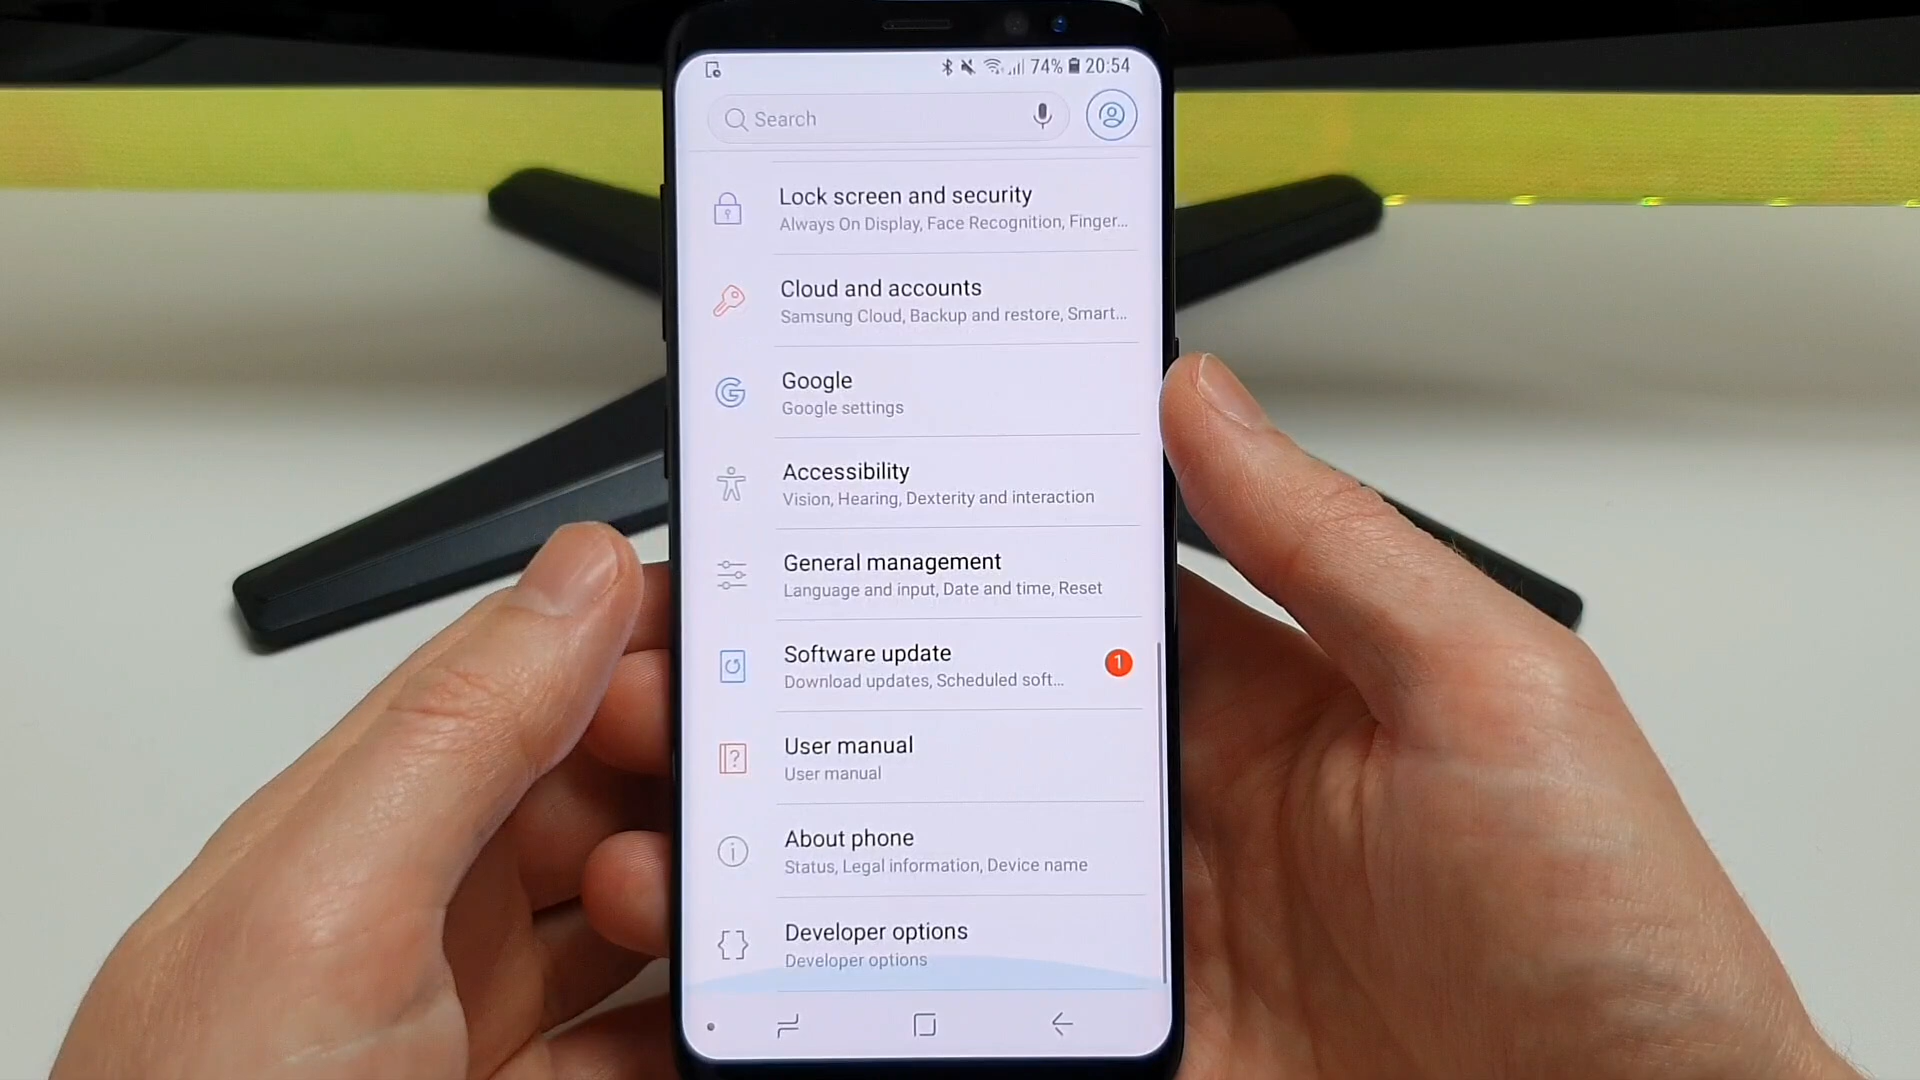 74% 20:54
Search
Lock screen and security
Always On Display, Face Recognition, Finger...
Cloud and accounts
Samsung Cloud, Backup and restore, Smart...
Google
Google settings
Accessibility
Vision, Hearing, Dexterity and interaction
General management
Language and input, Date and time, Reset
Software update
Download updates, Scheduled soft...
1
User manual
User manual
About phone
Status, Legal information, Device name
Developer options
Developer options